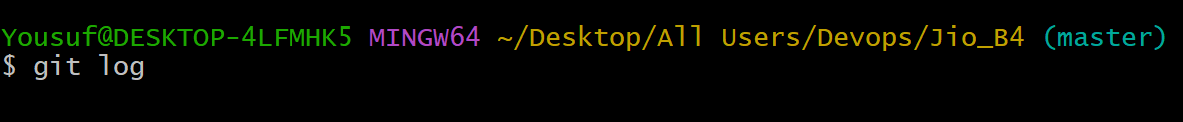 Yousuf@DESKTOP-4LFMHK5 MINGW64 ~/Desktop/All Users/Devops/Jio_B4 (master)
$ git log